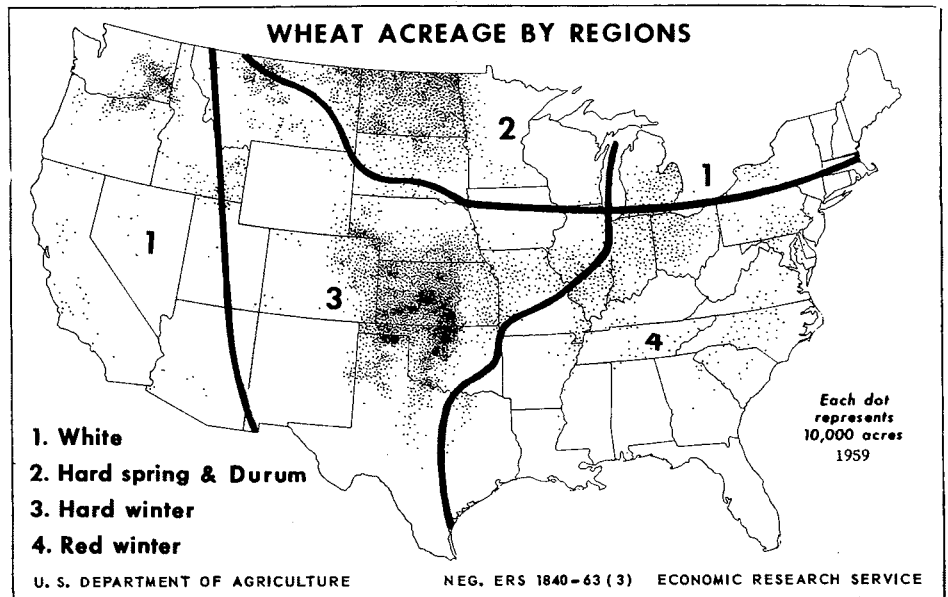 WHEAT ACREAGE BY REGIONS
2
1
1
3
4
Each dot
represents
10,000 acres
1959
1. White
2. Hard spring & Durum
3. Hard winter
4. Red winter
U. S. DEPARTMENT OF AGRICULTURE NEG. ERS 1840-63 (3) ECONOMIC RESEARCH SERVICE